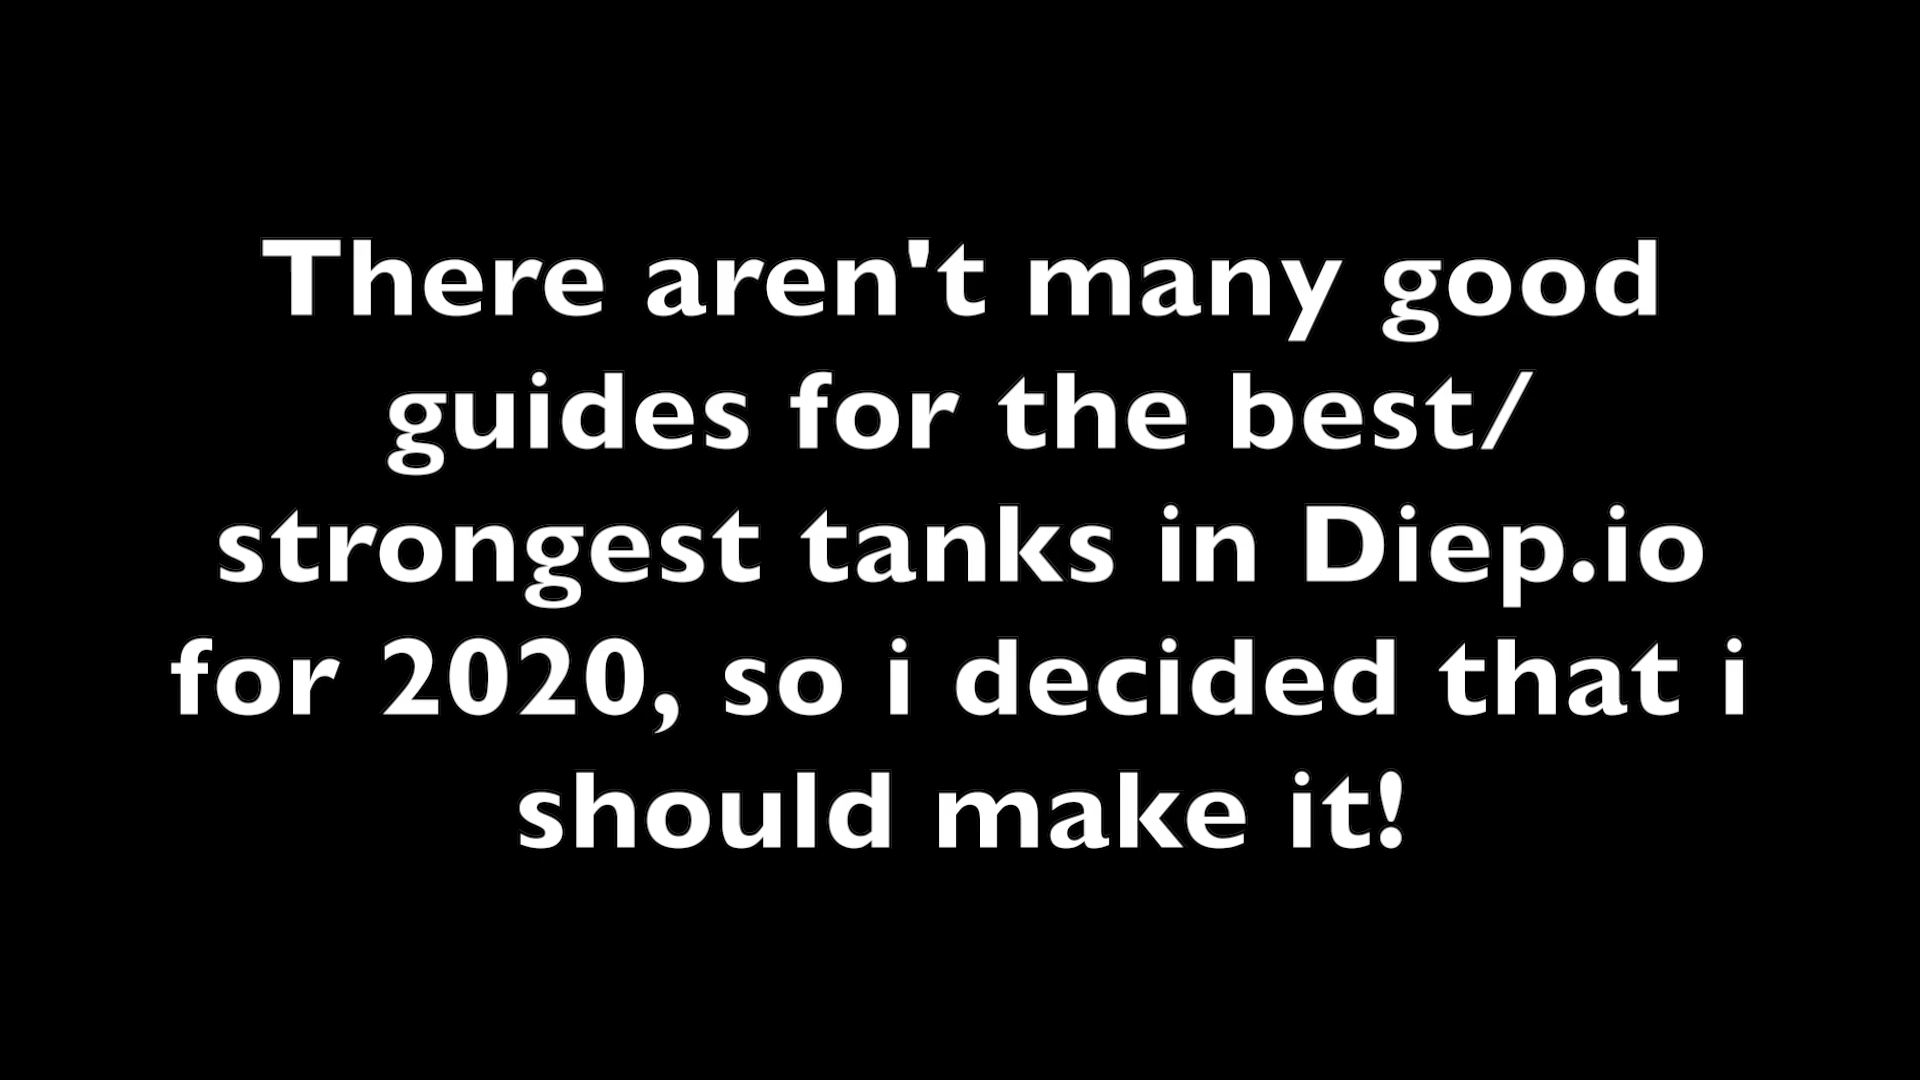 There aren't many good
guides for the best/
strongest tanks in Diep.io
for 2020, so i decided that i
should make it!